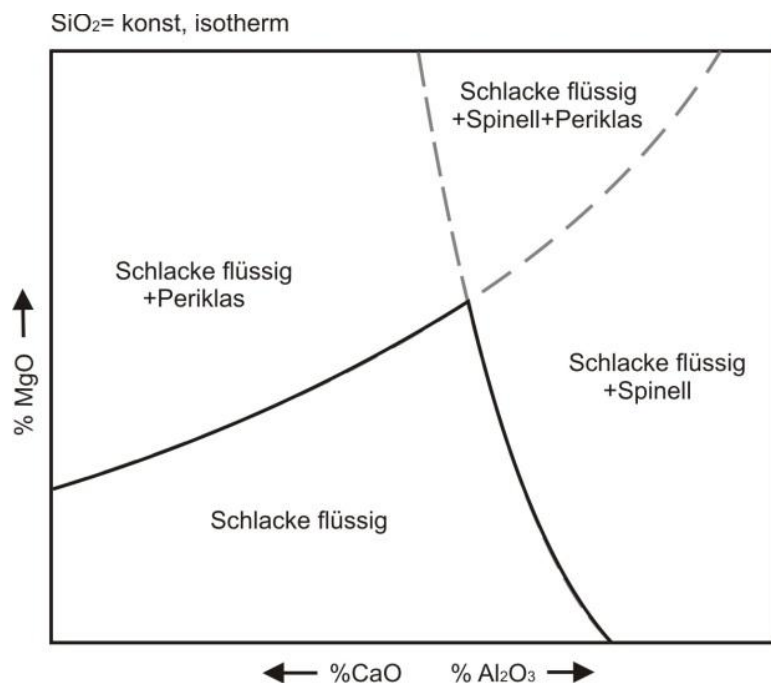 SiO₂= konst, isotherm
Schlacke flüssig
+Spinell+Periklas
Schlacke flüssig
+Periklas
Schlacke flüssig
+Spinell
Schlacke flüssig
% MgO
%CaO % Al₂O₃